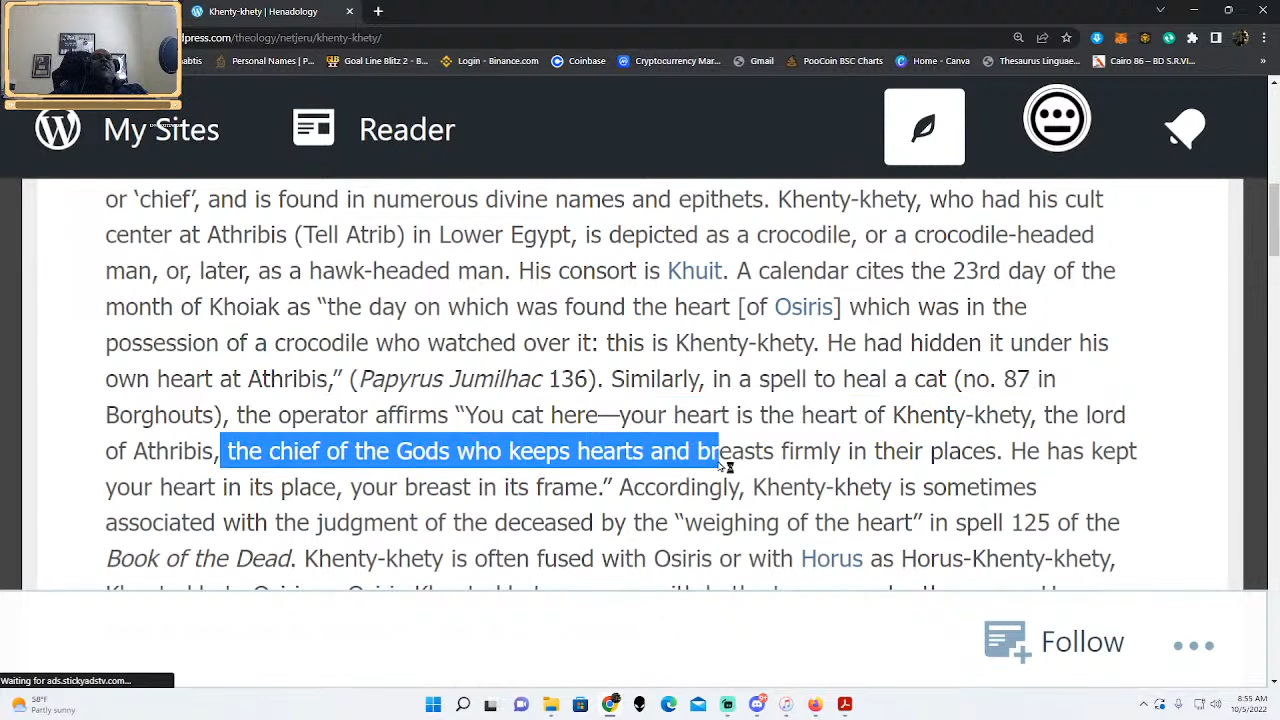 Khenty-khety | Henadology
dpress.com/theology/netjeru/khenty-khety/
Personal Names | P...
Goal Line Blitz - B...
Login - Binance.com
Coinbase
CryptoCurrency Mar...
Gmail
PooCoin BSC Chart
Home - Canva
Thesaurus Linguae...
My Sites
Reader
or ‘chief’, and is found in numerous divine names and epithets. Khenty-khety, who had his cult
center at Athribis (Tell Atrib) in Lower Egypt, is depicted as a crocodile, or a crocodile-headed
man, or, later, as a hawk-headed man. His consort is Khuit. A calendar cites the 23rd day of the
month of Khoiak as “the day on which was found the heart [of Osiris] which was in the
possession of a crocodile who watched over it: this is Khenty-khety. He had hidden it under his
own heart at Athribis,” (Papyrus Jumilhac 136). Similarly, in a spell to heal a cat (no. 87 in
Borghouts), the operator affirms “You cat here—your heart is the heart of Khenty-khety, the lord
of Athribis, the chief of the Gods who keeps hearts and breasts firmly in their places. He has kept
your heart in its place, your breast in its frame.” Accordingly, Khenty-khety is sometimes
associated with the judgment of the deceased by the “weighing of the heart” in spell 125 of the
Book of the Dead. Khenty-khety is often fused with Osiris or with Horus as Horus-Khenty-khety,
Follow
Waiting for ads.stickyadstv.com...
58°F
Partly sunny
8:55 AM
10/5/2022